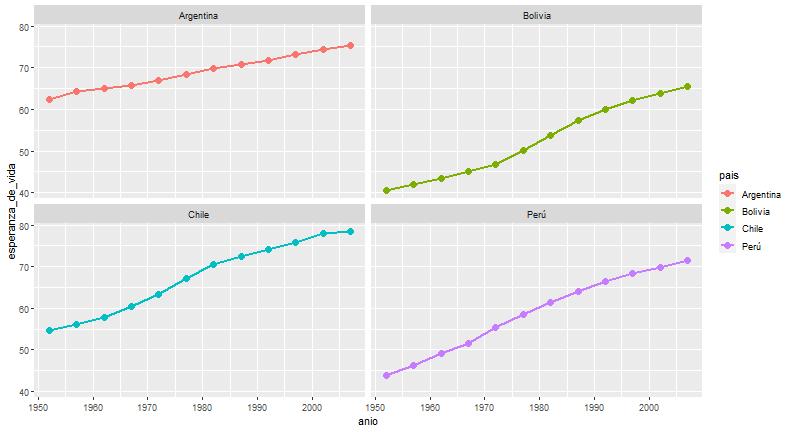 Argentina
Bolivia
80
70
60
50
40
Chile
Perú
80
70
60
50
40
1950 1960 1970 1980 1990 2000
1950 1960 1970 1980 1990 2000
anio
esperanza_de_vida
pais
Argentina
Bolivia
Chile
Perú